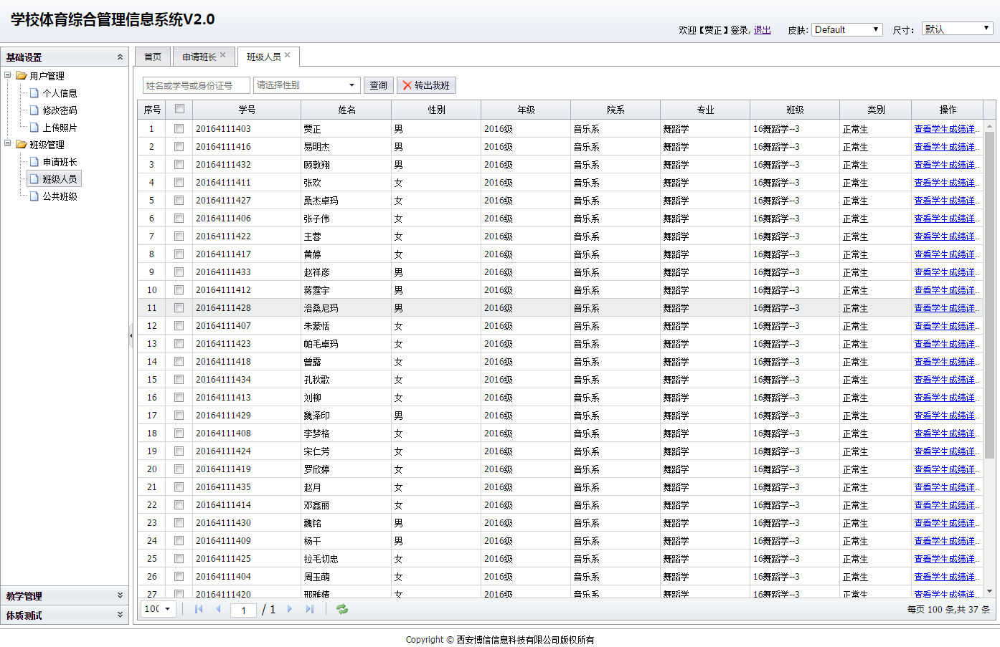 学校体育综合管理信息系统V2.0
欢迎【贾正】登录, 退出 皮肤: Default 尺寸: 默认
基础设置
用户管理
个人信息
修改密码
上传照片
班级管理
申请班长
班级人员
公共班级
教学管理
体质测试
首页 申请班长 班级人员
姓名或学号或身份证号 请选择性别 查询 转出我班
序号 学号 姓名 性别 年级 院系 专业 班级 类别 操作
1 20164111403 贾正 男 2016级 音乐系 舞蹈学 16舞蹈学--3 正常生 查看学生成绩详..
2 20164111416 易明杰 男 2016级 音乐系 舞蹈学 16舞蹈学--3 正常生 查看学生成绩详..
3 20164111432 顾敦翔 男 2016级 音乐系 舞蹈学 16舞蹈学--3 正常生 查看学生成绩详..
4 20164111411 张欢 女 2016级 音乐系 舞蹈学 16舞蹈学--3 正常生 查看学生成绩详..
5 20164111427 桑杰卓玛 女 2016级 音乐系 舞蹈学 16舞蹈学--3 正常生 查看学生成绩详..
6 20164111406 张子伟 女 2016级 音乐系 舞蹈学 16舞蹈学--3 正常生 查看学生成绩详..
7 20164111422 王蓉 女 2016级 音乐系 舞蹈学 16舞蹈学--3 正常生 查看学生成绩详..
8 20164111417 黄婷 女 2016级 音乐系 舞蹈学 16舞蹈学--3 正常生 查看学生成绩详..
9 20164111433 赵祥彦 男 2016级 音乐系 舞蹈学 16舞蹈学--3 正常生 查看学生成绩详..
10 20164111412 蒋霆宇 男 2016级 音乐系 舞蹈学 16舞蹈学--3 正常生 查看学生成绩详..
11 20164111428 洛桑尼玛 男 2016级 音乐系 舞蹈学 16舞蹈学--3 正常生 查看学生成绩详..
12 20164111407 朱蒙恬 女 2016级 音乐系 舞蹈学 16舞蹈学--3 正常生 查看学生成绩详..
13 20164111423 帕毛卓玛 女 2016级 音乐系 舞蹈学 16舞蹈学--3 正常生 查看学生成绩详..
14 20164111418 曾露 女 2016级 音乐系 舞蹈学 16舞蹈学--3 正常生 查看学生成绩详..
15 20164111434 孔秋歌 女 2016级 音乐系 舞蹈学 16舞蹈学--3 正常生 查看学生成绩详..
16 20164111413 刘柳 女 2016级 音乐系 舞蹈学 16舞蹈学--3 正常生 查看学生成绩详..
17 20164111429 魏泽印 男 2016级 音乐系 舞蹈学 16舞蹈学--3 正常生 查看学生成绩详..
18 20164111408 李梦格 女 2016级 音乐系 舞蹈学 16舞蹈学--3 正常生 查看学生成绩详..
19 20164111424 宋仁芳 女 2016级 音乐系 舞蹈学 16舞蹈学--3 正常生 查看学生成绩详..
20 20164111419 罗欣婷 女 2016级 音乐系 舞蹈学 16舞蹈学--3 正常生 查看学生成绩详..
21 20164111435 赵月 女 2016级 音乐系 舞蹈学 16舞蹈学--3 正常生 查看学生成绩详..
22 20164111414 邓鑫丽 女 2016级 音乐系 舞蹈学 16舞蹈学--3 正常生 查看学生成绩详..
23 20164111430 魏铭 男 2016级 音乐系 舞蹈学 16舞蹈学--3 正常生 查看学生成绩详..
24 20164111409 杨干 男 2016级 音乐系 舞蹈学 16舞蹈学--3 正常生 查看学生成绩详..
25 20164111425 拉毛切忠 女 2016级 音乐系 舞蹈学 16舞蹈学--3 正常生 查看学生成绩详..
26 20164111404 周玉萌 女 2016级 音乐系 舞蹈学 16舞蹈学--3 正常生 查看学生成绩详..
27 20164111420 邢雅婧 女 2016级 音乐系 舞蹈学 16舞蹈学--3 正常生 查看学生成绩详..
100 1 / 1 每页 100 条,共 37 条
Copyright © 西安博信信息科技有限公司版权所有